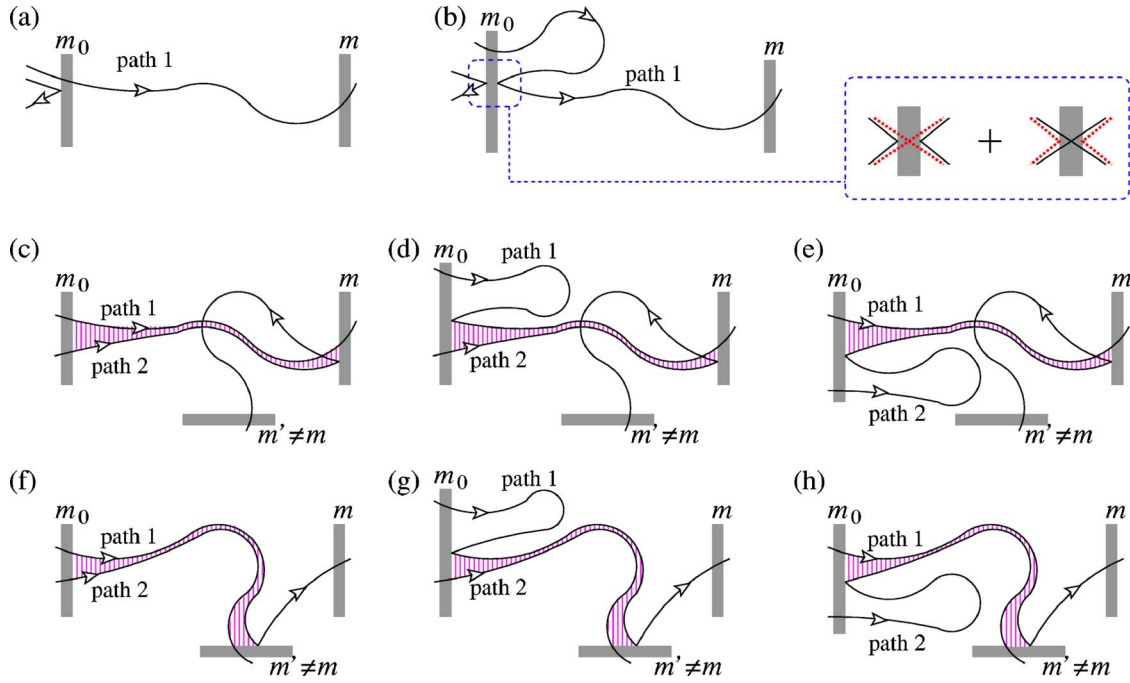 (a)
m0
path 1
m
(b)
m0
path 1
m
+
(c)
m0
path 1
path 2
m
m'≠m
(d)
m0
path 1
path 2
m
m'≠m
(e)
m0
path 1
path 2
m
m'≠m
(f)
m0
path 1
path 2
m
m'≠m
(g)
m0
path 1
path 2
m
m'≠m
(h)
m0
path 1
path 2
m
m'≠m